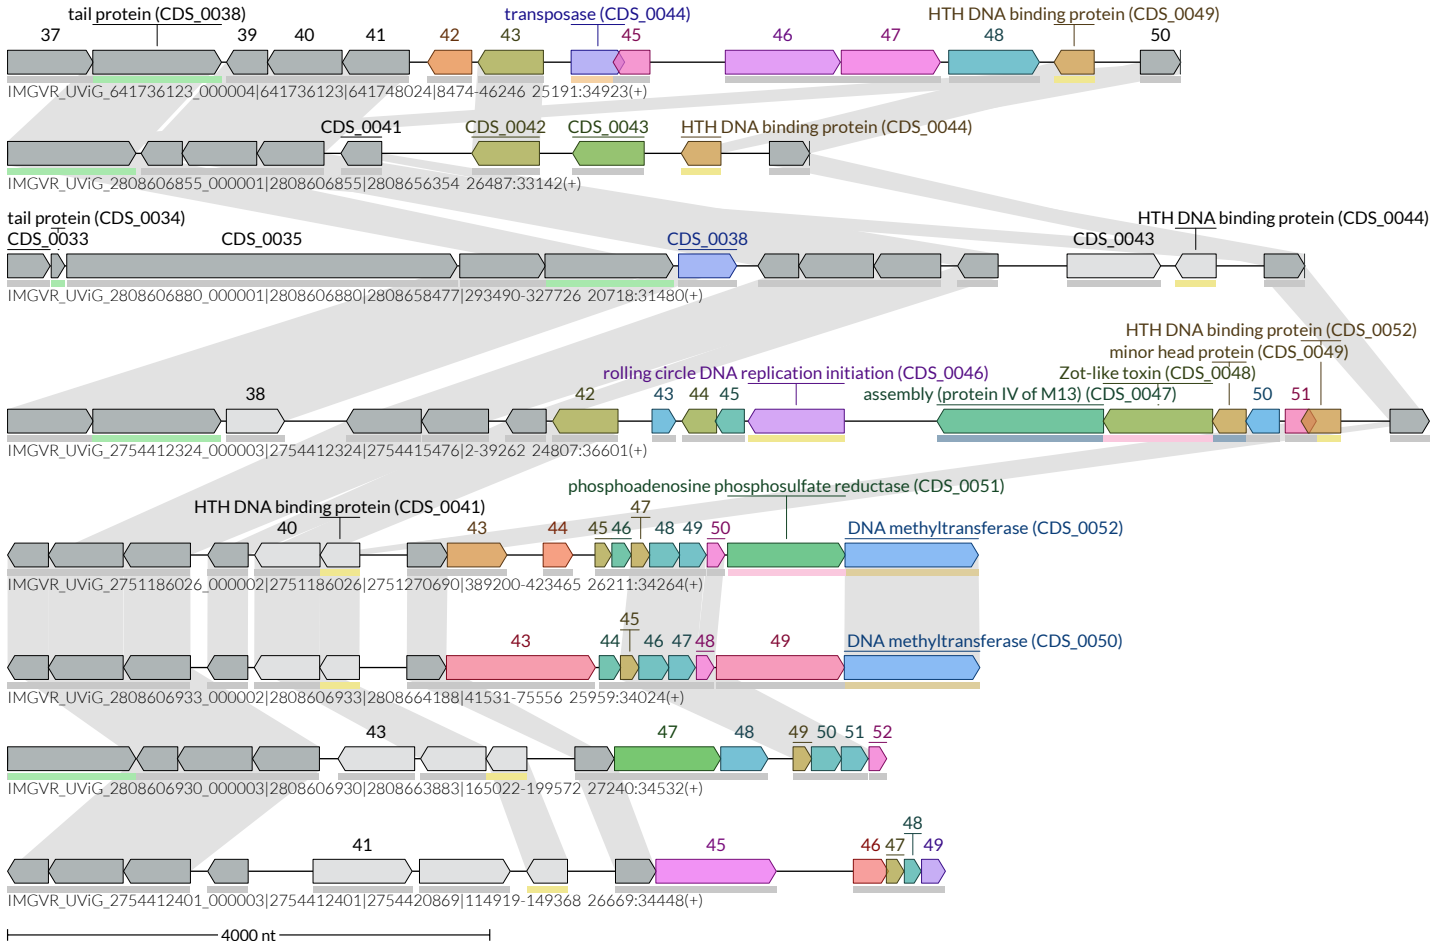 tail protein (CDS_0038) transposase (CDS_0044) HTH DNA binding protein (CDS_0049)
37 39 40 41 42 43 45 46 47 48 50
IMGVR_UViG_641736123_000004|641736123|641748024|8474-46246 25191:34923(+)
CDS_0041 CDS_0042 CDS_0043 HTH DNA binding protein (CDS_0044)
IMGVR_UViG_2808606855_000001|2808606855|2808656354 26487:33142(+)
tail protein (CDS_0034) HTH DNA binding protein (CDS_0044)
CDS_0033 CDS_0035 CDS_0038 CDS_0043
IMGVR_UViG_2808606880_000001|2808606880|2808658477|293490-327726 20718:31480(+)
HTH DNA binding protein (CDS_0052)
minor head protein (CDS_0049)
rolling circle DNA replication initiation (CDS_0046) Zot-like toxin (CDS_0048)
38 42 43 44 45 assembly (protein IV of M13) (CDS_0047) 50 51
IMGVR_UViG_2754412324_000003|2754412324|2754415476|2-39262 24807:36601(+)
phosphoadenosine phosphosulfate reductase (CDS_0051)
HTH DNA binding protein (CDS_0041) 47
40 43 44 45 46 48 49 50 DNA methyltransferase (CDS_0052)
IMGVR_UViG_2751186026_000002|2751186026|2751270690|389200-423465 26211:34264(+)
45
43 44 46 47 48 49 DNA methyltransferase (CDS_0050)
IMGVR_UViG_2808606933_000002|2808606933|2808664188|41531-75556 25959:34024(+)
43 47 48 49 50 51 52
IMGVR_UViG_2808606930_000003|2808606930|2808663883|165022-199572 27240:34532(+)
48
41 45 46 47 49
IMGVR_UViG_2754412401_000003|2754412401|2754420869|114919-149368 26669:34448(+)
4000 nt